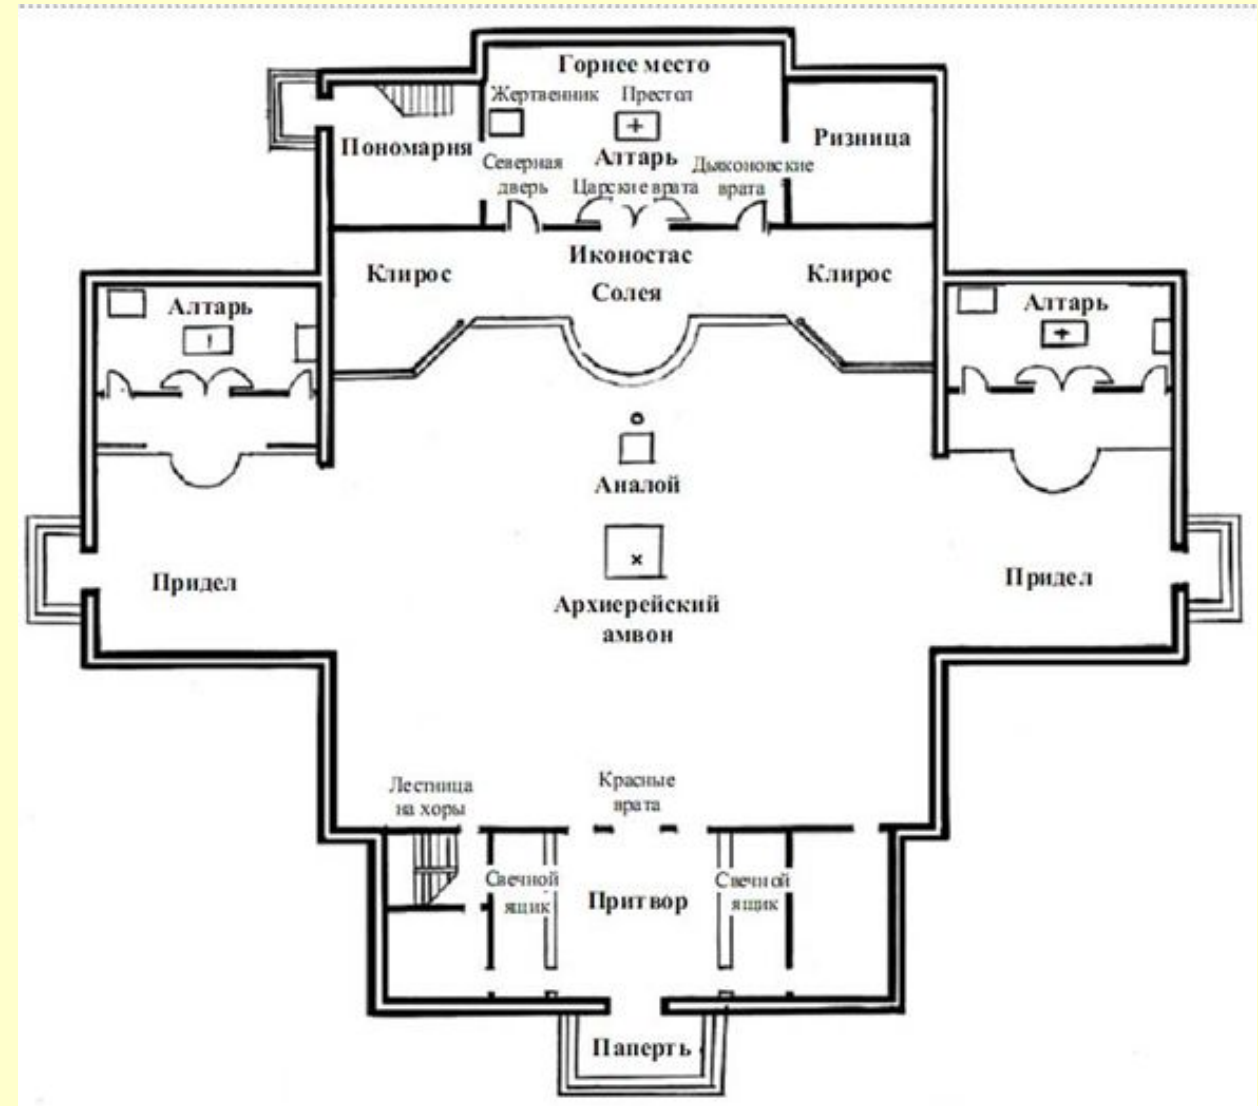 Горнее место
Жертвенник Престол
Пономария
Ризница
Алтарь
Северная
дверь
Царские врата
Дьяконовские
врата
Иконостас
Клирос
Клирос
Солея
Алтарь
Алтарь
Аналой
Придел
Придел
Архиерейский
амвон
Лестница
на хоры
Красные
врата
Свечной
ящик
Притвор
Свечной
ящик
Паперть